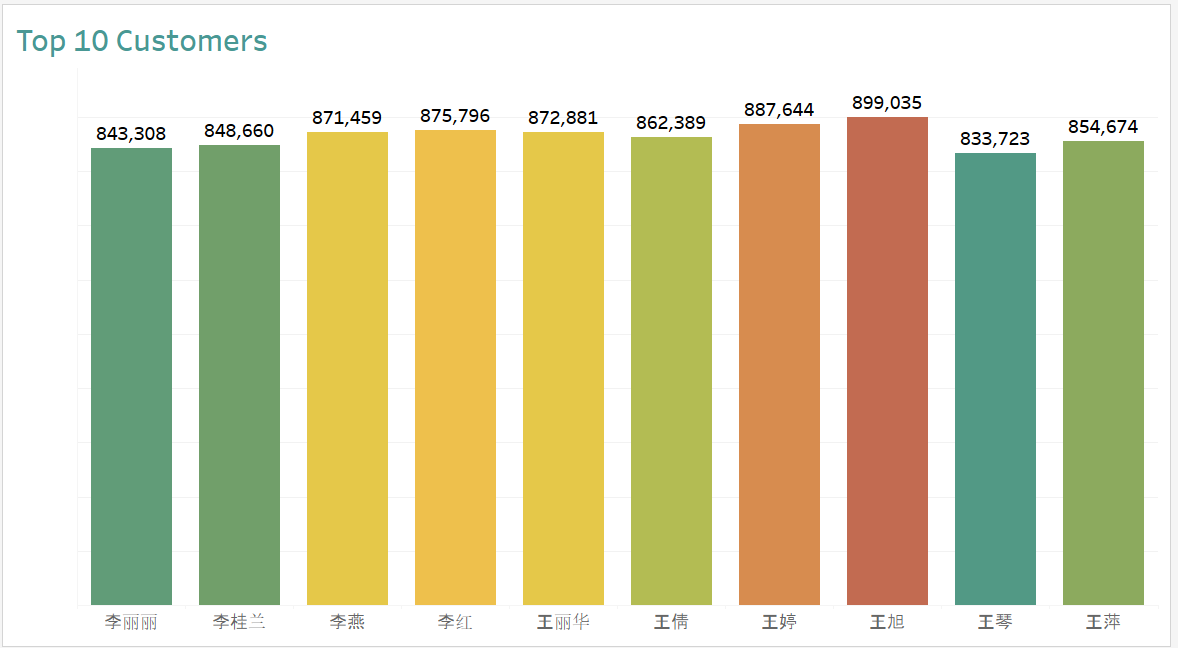 Top 10 Customers
843,308 848,660 871,459 875,796 872,881 862,389 887,644 899,035 833,723 854,674
李丽丽 李桂兰 李燕 李红 王丽华 王倩 王婷 王旭 王琴 王萍